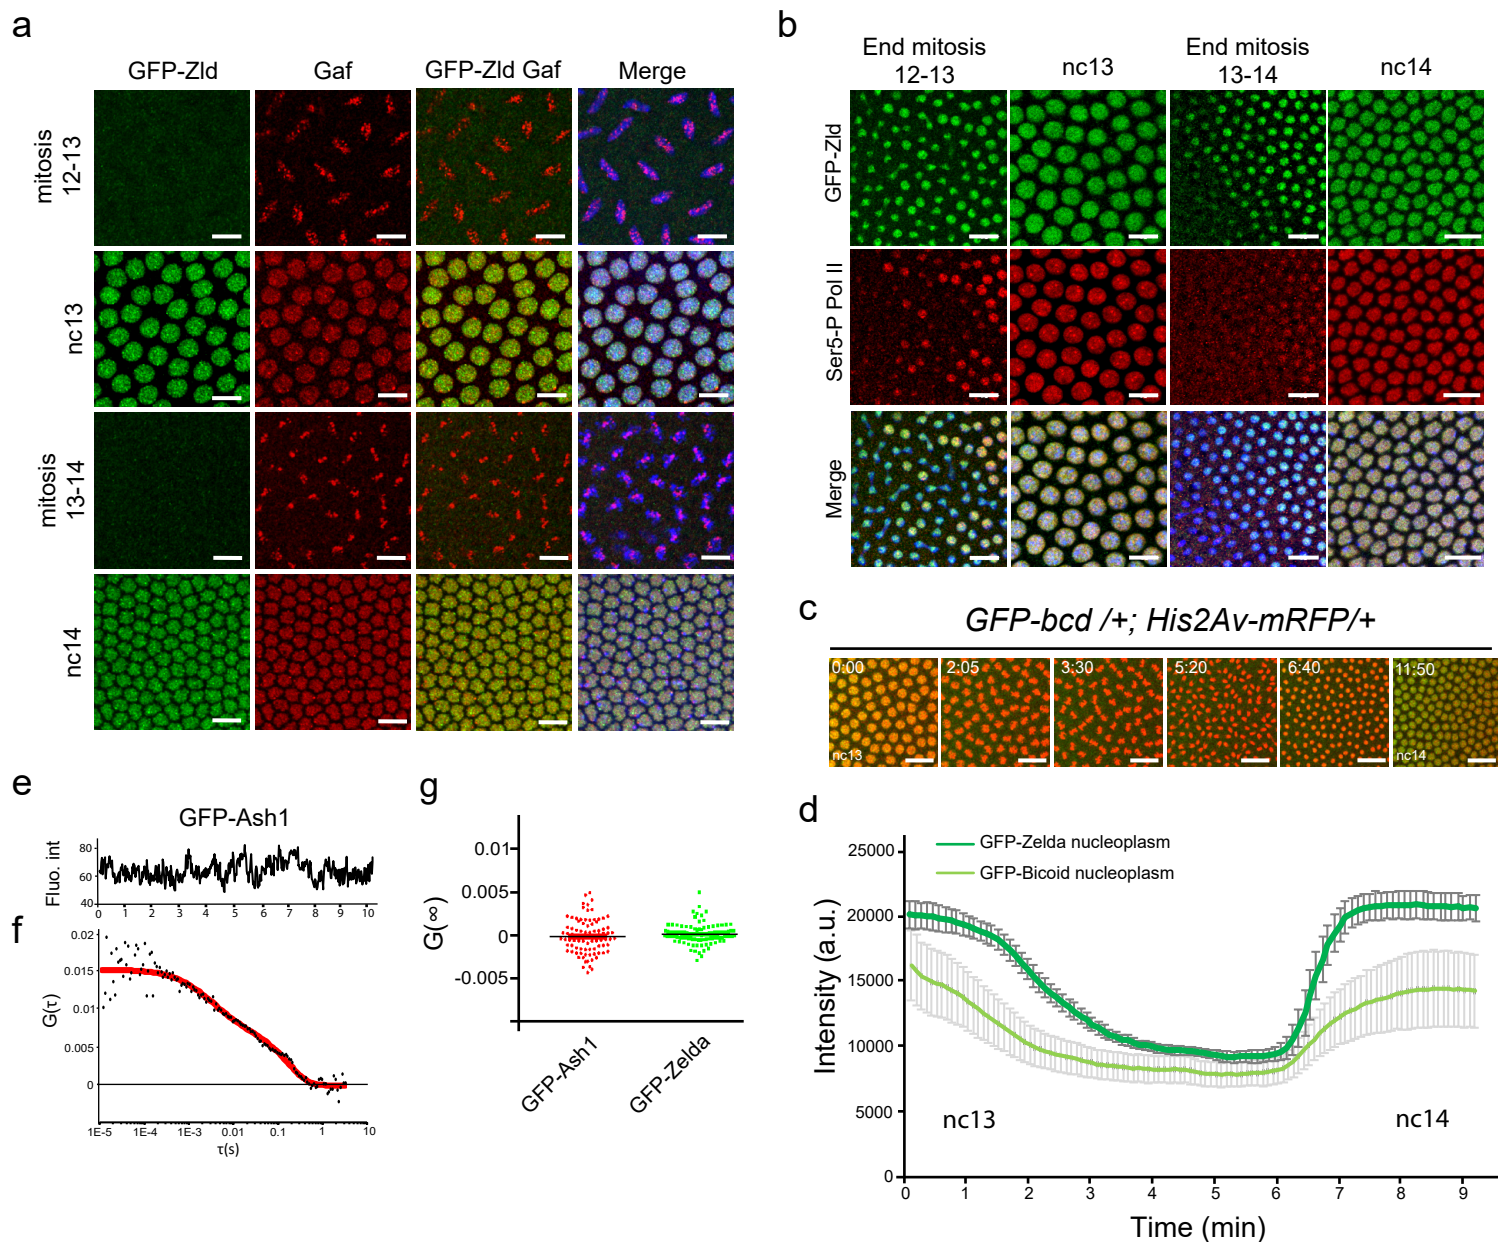 a
GFP-Zld
Gaf
GFP-Zld Gaf
Merge
mitosis
12-13
nc13
mitosis
13-14
nc14
b
End mitosis
12-13
nc13
End mitosis
13-14
nc14
GFP-Zld
Ser5-P Pol II
Merge
c
GFP-bcd /+; His2Av-mRFP/+
0:00
2:05
3:30
5:20
6:40
11:50
nc13
nc14
e
GFP-Ash1
Fluo. int
80
60
40
0 1 2 3 4 5 6 7 8 9 10
f
G(τ)
0.02
0.015
0.01
0.005
0
1E-5 1E-4 1E-3 0.01 0.1 1 10
τ(s)
g
G(∞)
0.01
0.005
0
-0.005
GFP-Ash1
GFP-Zelda
d
Intensity (a.u.)
25000
20000
15000
10000
5000
0
GFP-Zelda nucleoplasm
GFP-Bicoid nucleoplasm
nc13
nc14
0 1 2 3 4 5 6 7 8 9
Time (min)